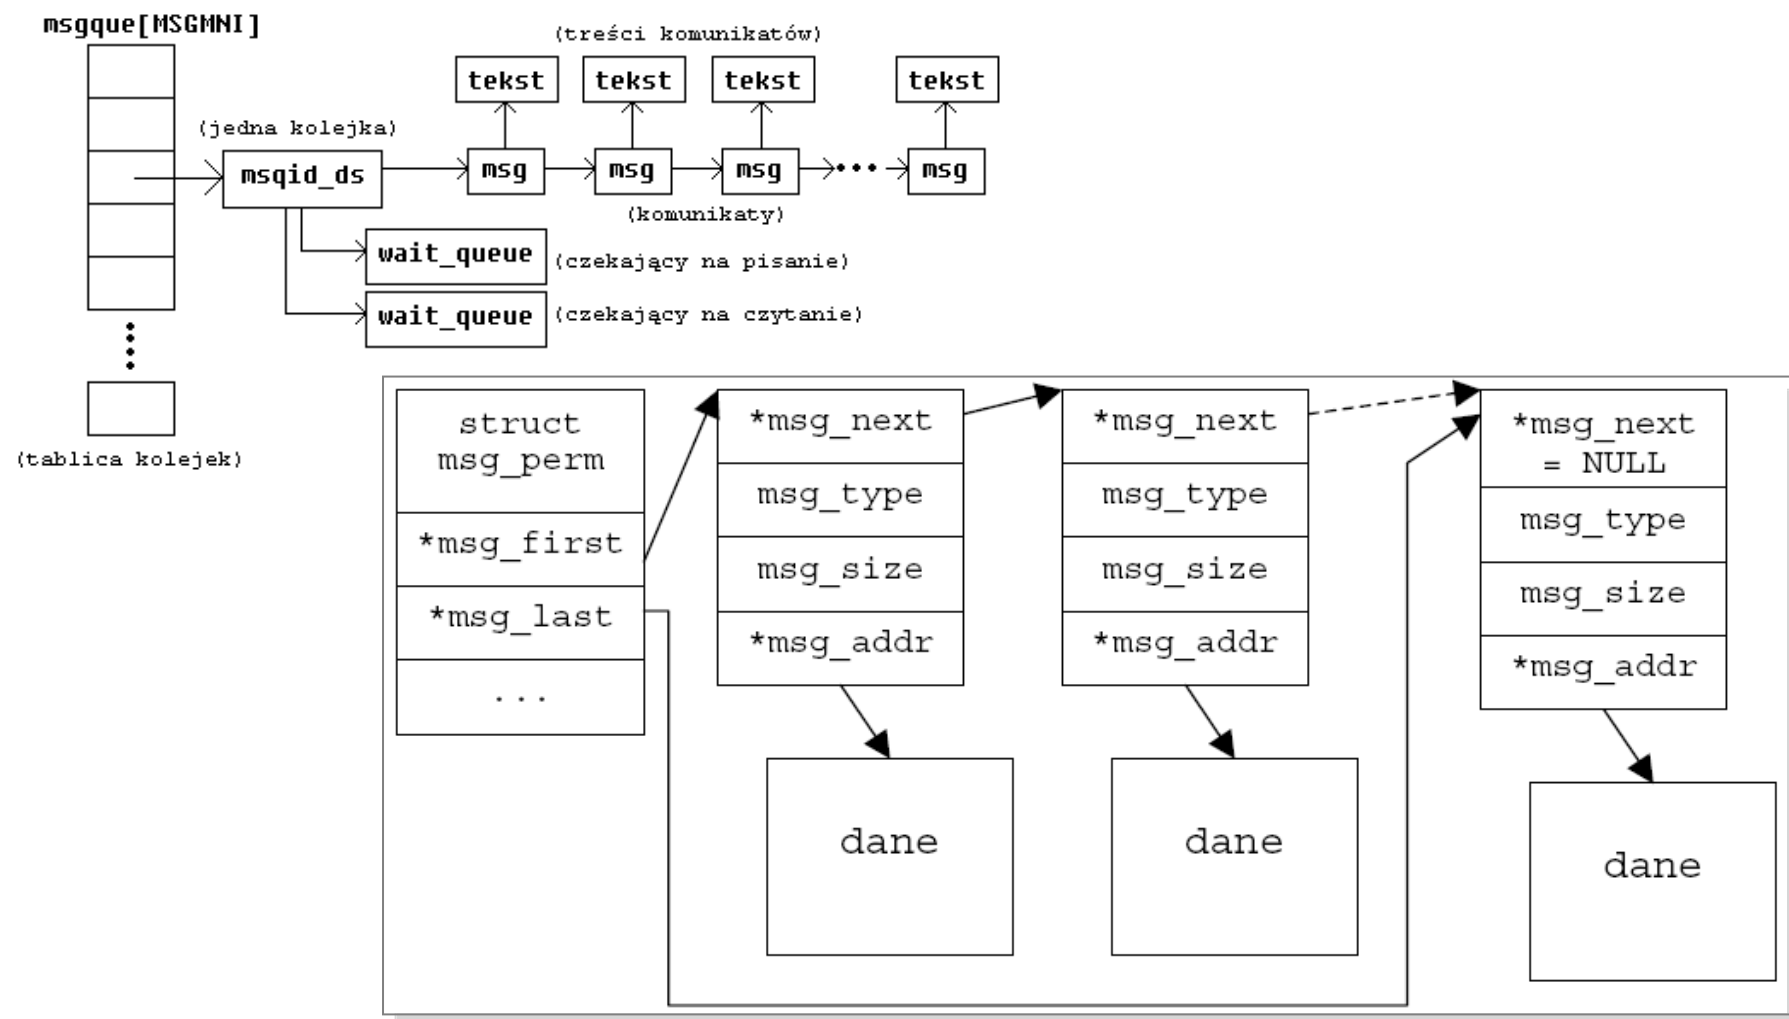 msgque[MSGMNI]
(treści komunikatów)
tekst tekst tekst tekst
(jedna kolejka)
msqid_ds msg msg msg ••• msg
(komunikaty)
wait_queue (czekający na pisanie)
wait_queue (czekający na czytanie)
(tablica kolejek)
struct
msg_perm
*msg_first
*msg_last
...
*msg_next
msg_type
msg_size
*msg_addr
dane
*msg_next
msg_type
msg_size
*msg_addr
dane
*msg_next
= NULL
msg_type
msg_size
*msg_addr
dane